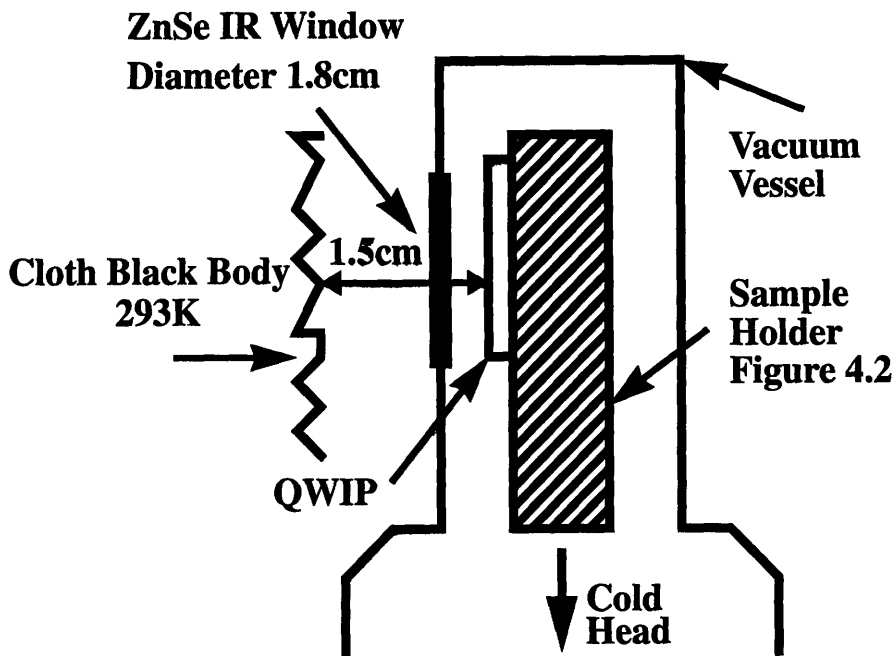 ZnSe IR Window
Diameter 1.8cm
Vacuum
Vessel
1.5cm
Cloth Black Body
293K
Sample
Holder
Figure 4.2
QWIP
Cold
Head